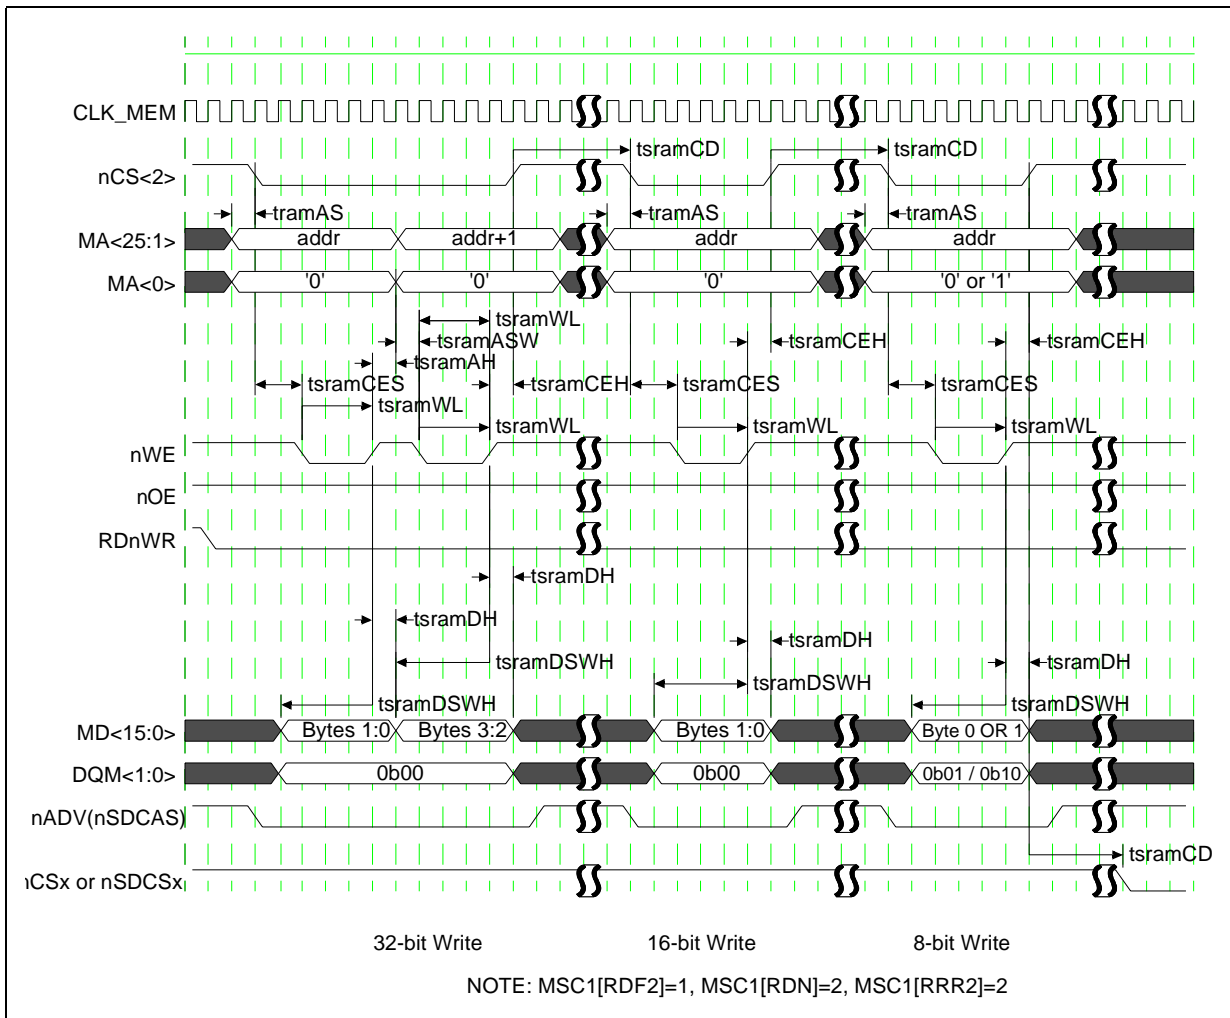 CLK_MEM
tsramCD tsramCD
nCS<2>
tramAS tramAS tramAS
MA<25:1> addr addr+1 addr addr
MA<0> '0' '0' '0' '0' or '1'
tsramWL
tsramASW tsramCEH tsramCEH
tsramAH
tsramCES tsramCEH tsramCES tsramCES
tsramWL
tsramWL tsramWL tsramWL
nWE
nOE
RDnWR
tsramDH
tsramDH
tsramDH
tsramDSWH tsramDH
tsramDSWH
tsramDSWH tsramDSWH
MD<15:0> Bytes 1:0 Bytes 3:2 Bytes 1:0 Byte 0 OR 1
DQM<1:0> 0b00 0b00 0b01 / 0b10
nADV(nSDCAS)
tsramCD
nCSx or nSDCSx
32-bit Write 16-bit Write 8-bit Write
NOTE: MSC1[RDF2]=1, MSC1[RDN]=2, MSC1[RRR2]=2